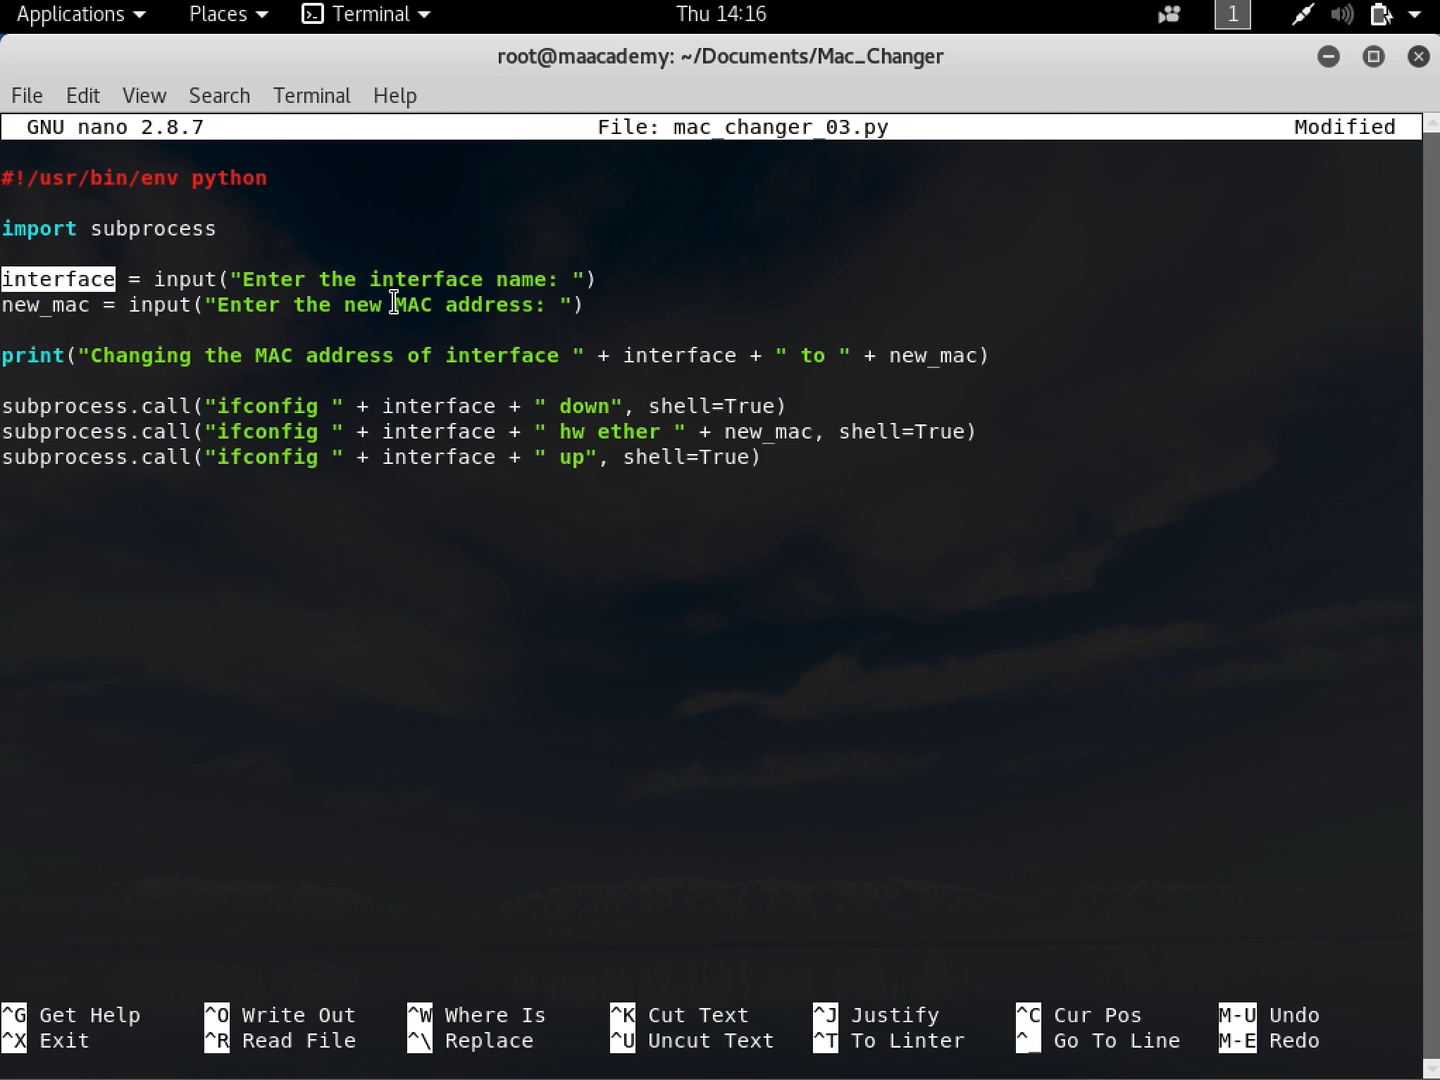 Applications Places Terminal Thu 14:16 1
root@maacademy: ~/Documents/Mac_Changer
File Edit View Search Terminal Help
GNU nano 2.8.7 File: mac_changer_03.py Modified
#!/usr/bin/env python
import subprocess
interface = input("Enter the interface name: ")
new_mac = input("Enter the new MAC address: ")
print("Changing the MAC address of interface " + interface + " to " + new_mac)
subprocess.call("ifconfig " + interface + " down", shell=True)
subprocess.call("ifconfig " + interface + " hw ether " + new_mac, shell=True)
subprocess.call("ifconfig " + interface + " up", shell=True)
^G Get Help ^O Write Out ^W Where Is ^K Cut Text ^J Justify ^C Cur Pos M-U Undo
^X Exit ^R Read File ^\ Replace ^U Uncut Text ^T To Linter ^_ Go To Line M-E Redo